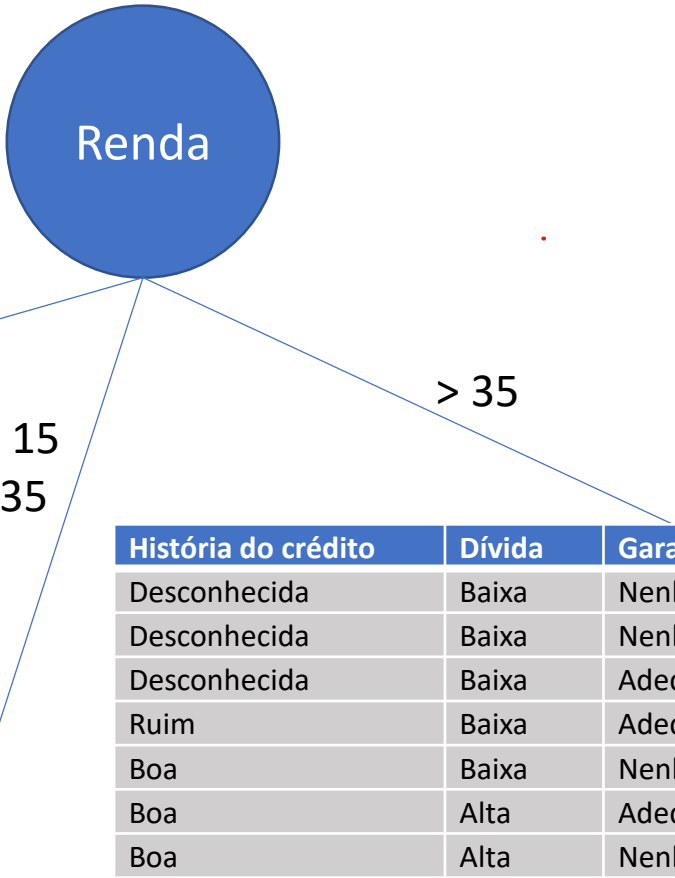 Renda
> 35
15
35
História do crédito Dívida
Desconhecida Baixa
Desconhecida Baixa
Desconhecida Baixa
Ruim Baixa
Boa Baixa
Boa Alta
Boa Alta